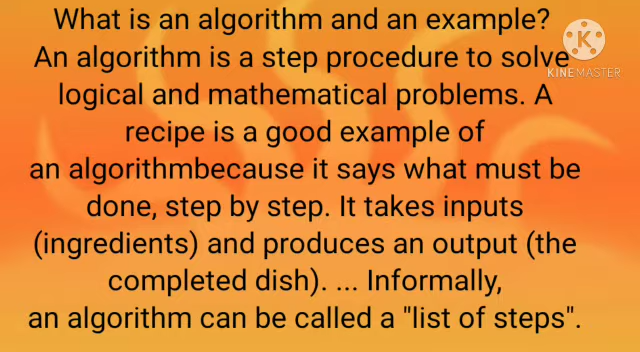 What is an algorithm and an example?
An algorithm is a step procedure to solve
logical and mathematical problems. A
recipe is a good example of
an algorithmbecause it says what must be
done, step by step. It takes inputs
(ingredients) and produces an output (the
completed dish). ... Informally,
an algorithm can be called a "list of steps".
K
KINEMASTER